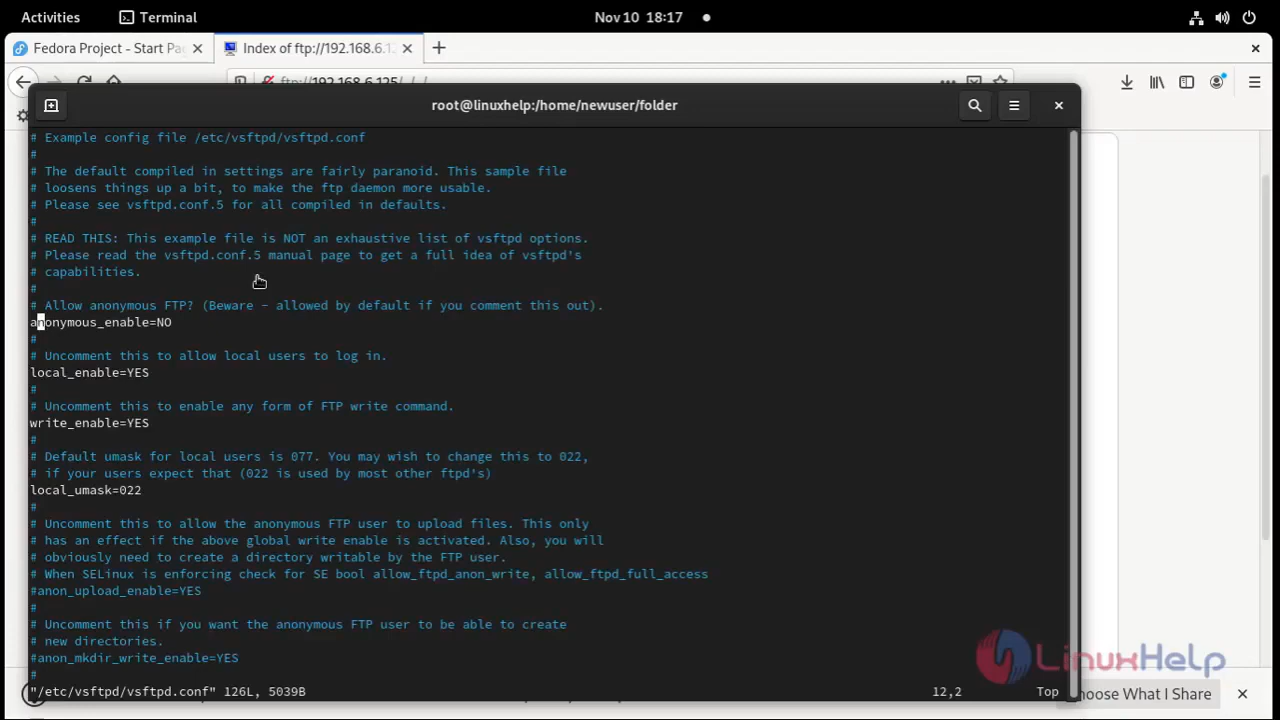 Activities Terminal Nov 10 18:17
Fedora Project - Start Pa Index of ftp://192.168.6.12
ftp://192.168.6.125/../../
root@linuxhelp:/home/newuser/folder
# Example config file /etc/vsftpd/vsftpd.conf
#
# The default compiled in settings are fairly paranoid. This sample file
# loosens things up a bit, to make the ftp daemon more usable.
# Please see vsftpd.conf.5 for all compiled in defaults.
#
# READ THIS: This example file is NOT an exhaustive list of vsftpd options.
# Please read the vsftpd.conf.5 manual page to get a full idea of vsftpd's
# capabilities.
#
# Allow anonymous FTP? (Beware - allowed by default if you comment this out).
anonymous_enable=NO
#
# Uncomment this to allow local users to log in.
local_enable=YES
#
# Uncomment this to enable any form of FTP write command.
write_enable=YES
#
# Default umask for local users is 077. You may wish to change this to 022,
# if your users expect that (022 is used by most other ftpd's)
local_umask=022
#
# Uncomment this to allow the anonymous FTP user to upload files. This only
# has an effect if the above global write enable is activated. Also, you will
# obviously need to create a directory writable by the FTP user.
# When SELinux is enforcing check for SE bool allow_ftpd_anon_write, allow_ftpd_full_access
#anon_upload_enable=YES
#
# Uncomment this if you want the anonymous FTP user to be able to create
# new directories.
#anon_mkdir_write_enable=YES
#
LinuxHelp
"/etc/vsftpd/vsftpd.conf" 126L, 5039B 12,2 Top
hoose What I Share